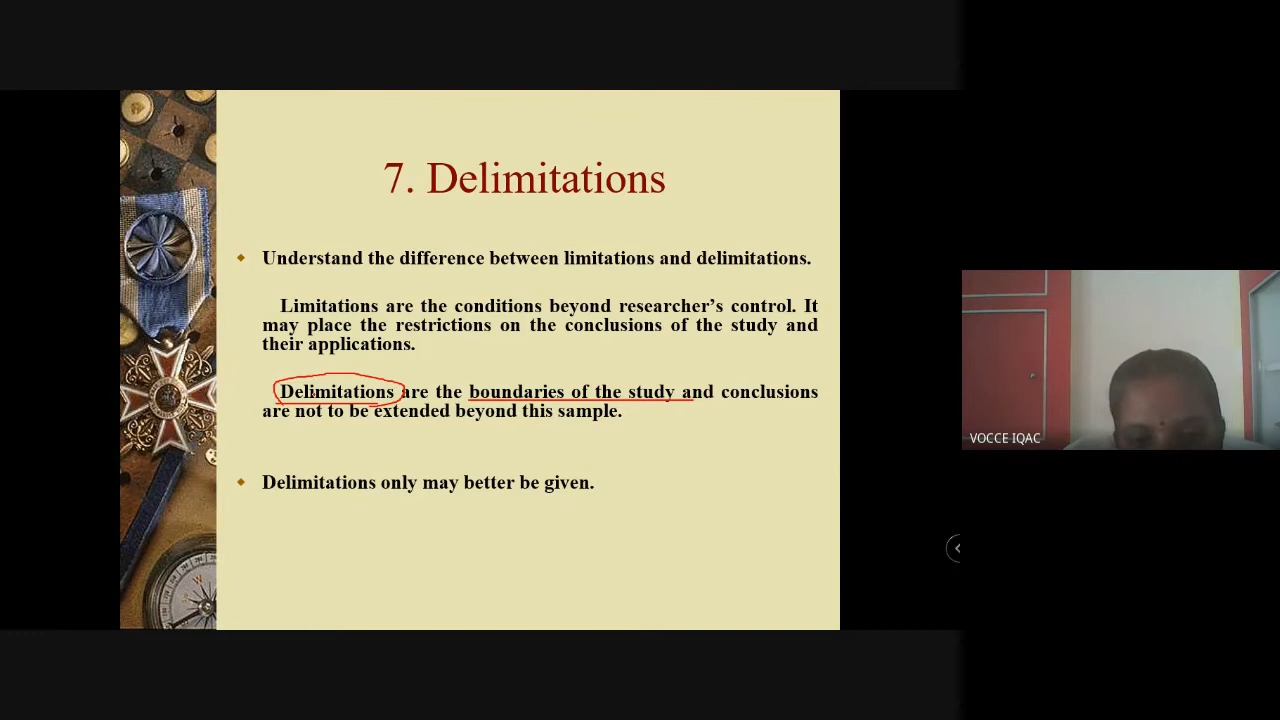 7. Delimitations
Understand the difference between limitations and delimitations.
Limitations are the conditions beyond researcher’s control. It
may place the restrictions on the conclusions of the study and
their applications.
Delimitations are the boundaries of the study and conclusions
are not to be extended beyond this sample.
Delimitations only may better be given.
VOCCE IQAC